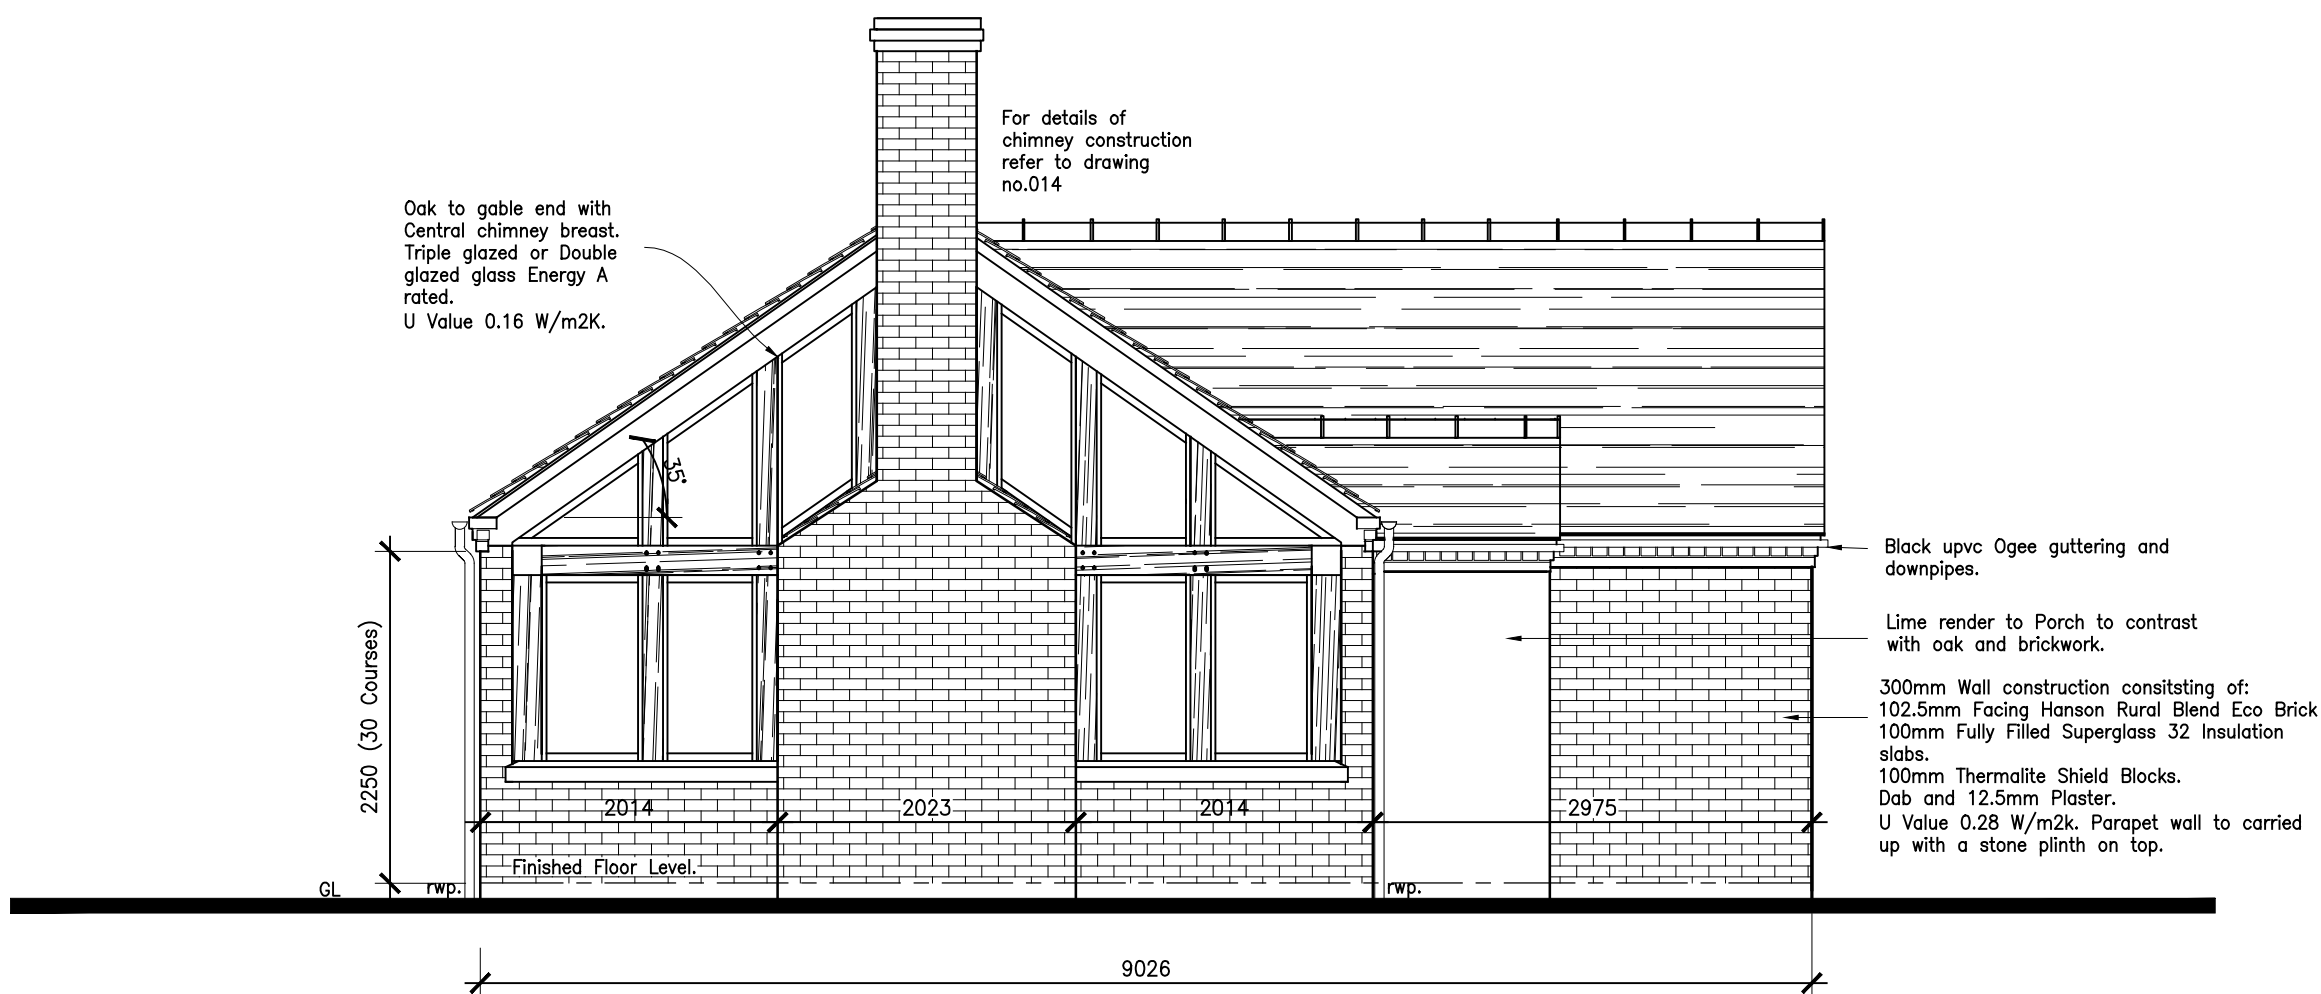 For details of
chimney construction
refer to drawing
no.014
Oak to gable end with
Central chimney breast.
Triple glazed or Double
glazed glass Energy A
rated.
U Value 0.16 W/m2K.
35°
Black upvc Ogee guttering and
downpipes.
Lime render to Porch to contrast
with oak and brickwork.
300mm Wall construction consitsting of:
102.5mm Facing Hanson Rural Blend Eco Brick
100mm Fully Filled Superglass 32 Insulation
slabs.
100mm Thermalite Shield Blocks.
Dab and 12.5mm Plaster.
U Value 0.28 W/m2k. Parapet wall to carried
up with a stone plinth on top.
2250 (30 Courses)
2014
2023
2014
2975
Finished Floor Level.
GL
rwp.
rwp.
9026